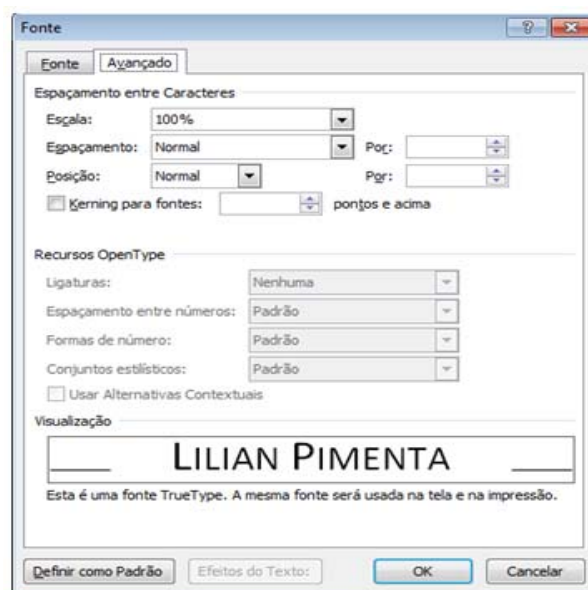 Fonte
Fonte Avançado
Espaçamento entre Caracteres
Escala: 100%
Espaçamento: Normal Por:
Posição: Normal Por:
Kerning para fontes: pontos e acima
Recursos OpenType
Ligaturas: Nenhuma
Espaçamento entre números: Padrão
Formas de número: Padrão
Conjuntos estilísticos: Padrão
Usar Alternativas Contextuais
Visualização
LILIAN PIMENTA
Esta é uma fonte TrueType. A mesma fonte será usada na tela e na impressão.
Definir como Padrão Efeitos do Texto: OK Cancelar